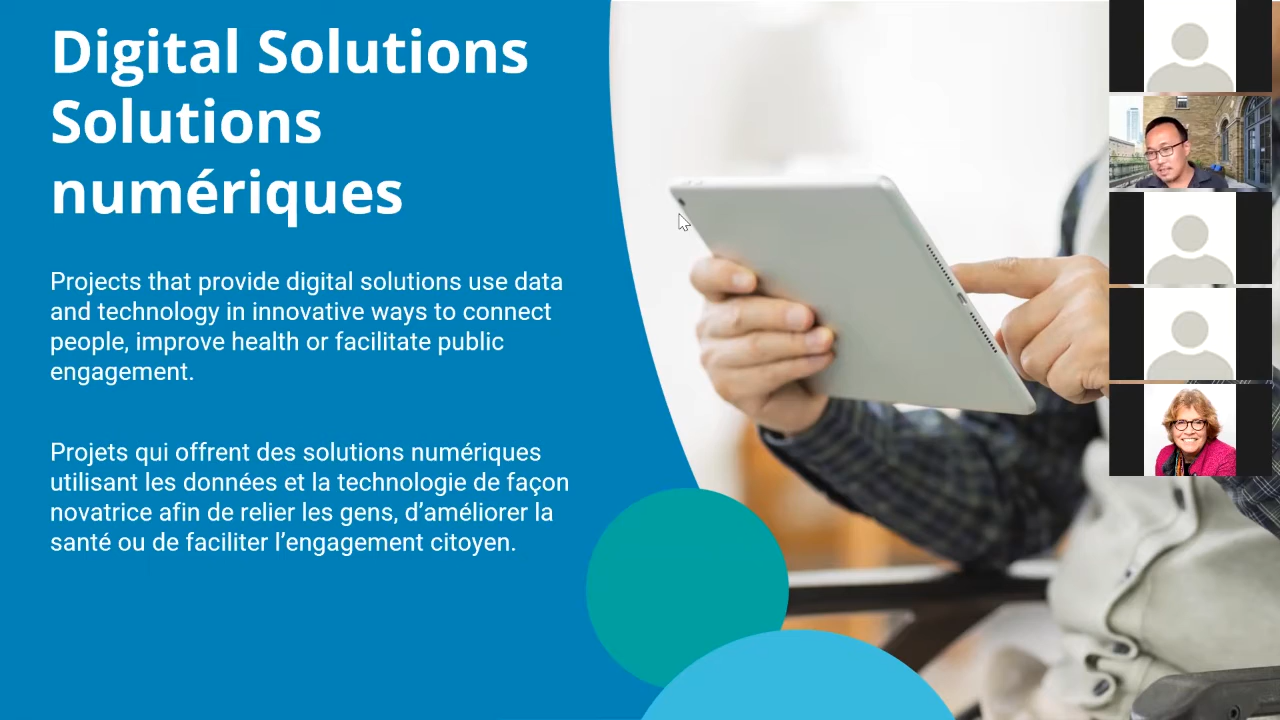 Digital Solutions
Solutions
numériques
Projects that provide digital solutions use data
and technology in innovative ways to connect
people, improve health or facilitate public
engagement.
Projets qui offrent des solutions numériques
utilisant les données et la technologie de façon
novatrice afin de relier les gens, d’améliorer la
santé ou de faciliter l’engagement citoyen.